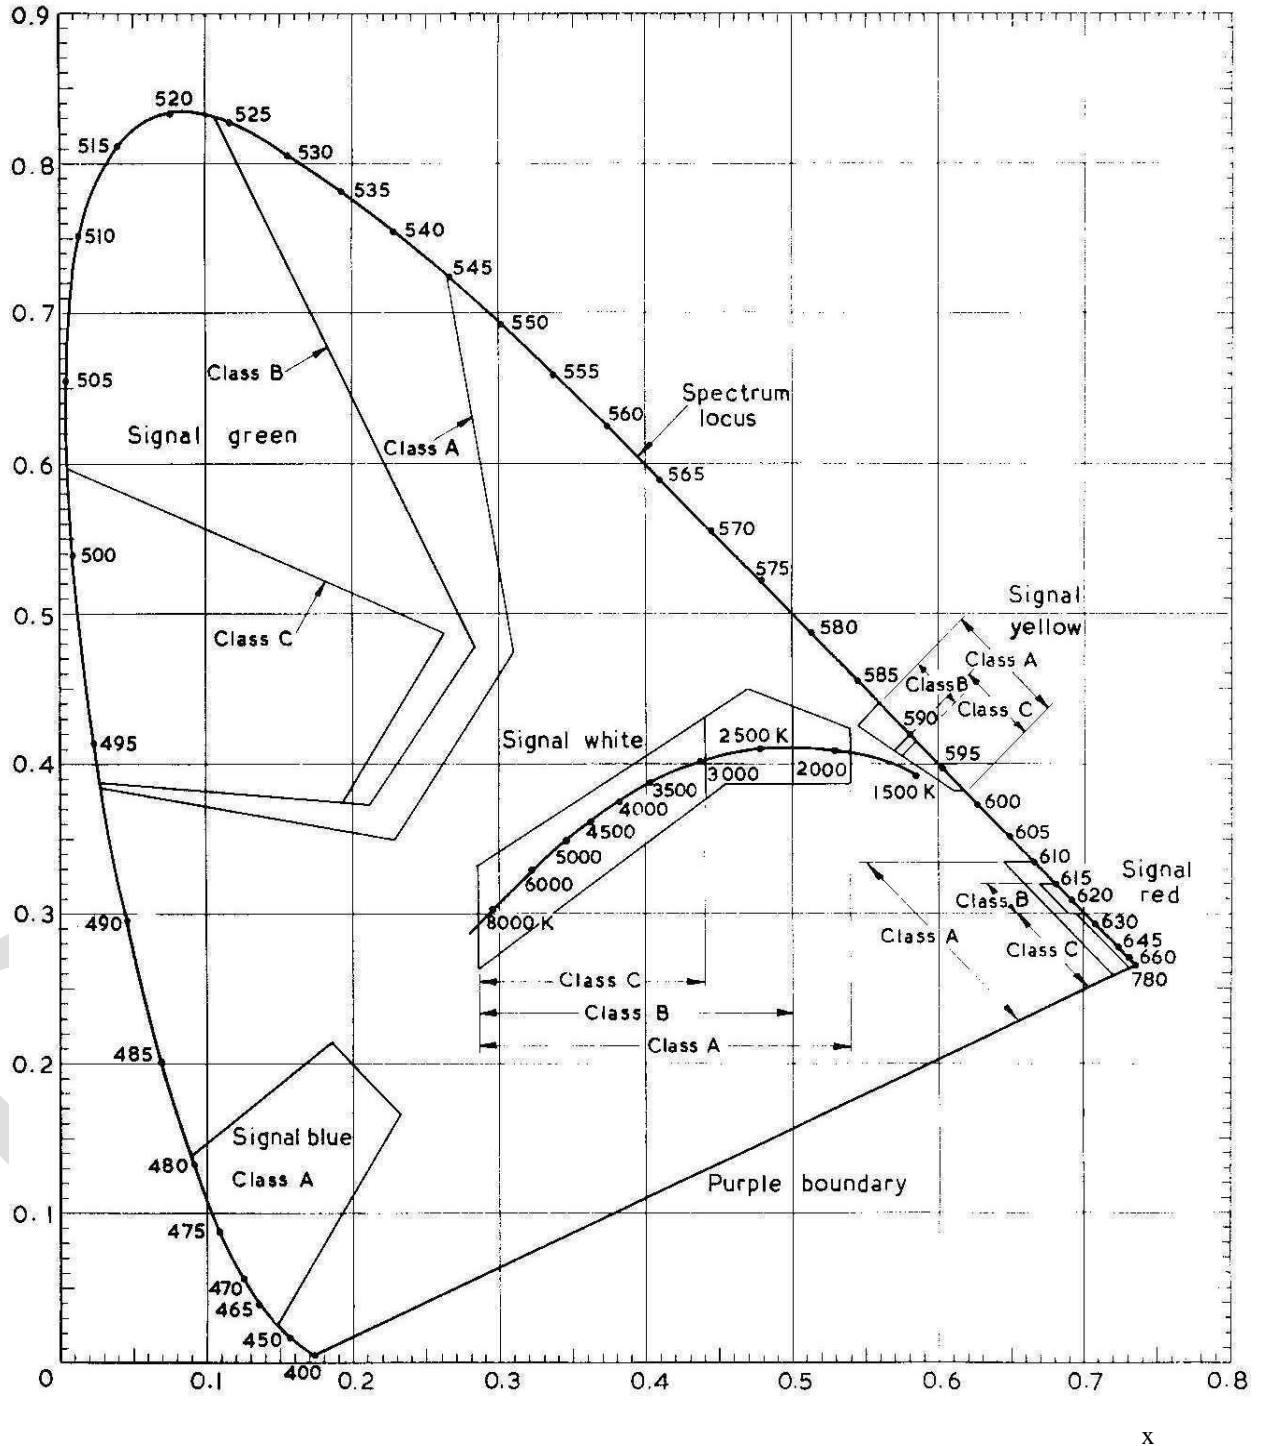 0.9
520
525
515
530
0.8
535
540
510
545
0.7
550
Class B
555
505
Spectrum
locus
560
Signal green
Class A
0.6
565
500
570
575
Signal
yellow
Class C
0.5
580
Class A
585
Class B
Class C
590
495
Signal white
2500 K
595
0.4
3000
2000
3500
1500 K
4000
600
4500
605
5000
610
Signal
red
6000
615
Class B
620
0.3
490
8000 K
630
Class A
Class C
645
660
780
Class C
Class B
Class A
485
0.2
Signal blue
480
Class A
Purple boundary
0.1
475
470
465
450
0
400
0
0.1
0.2
0.3
0.4
0.5
0.6
0.7
0.8
x